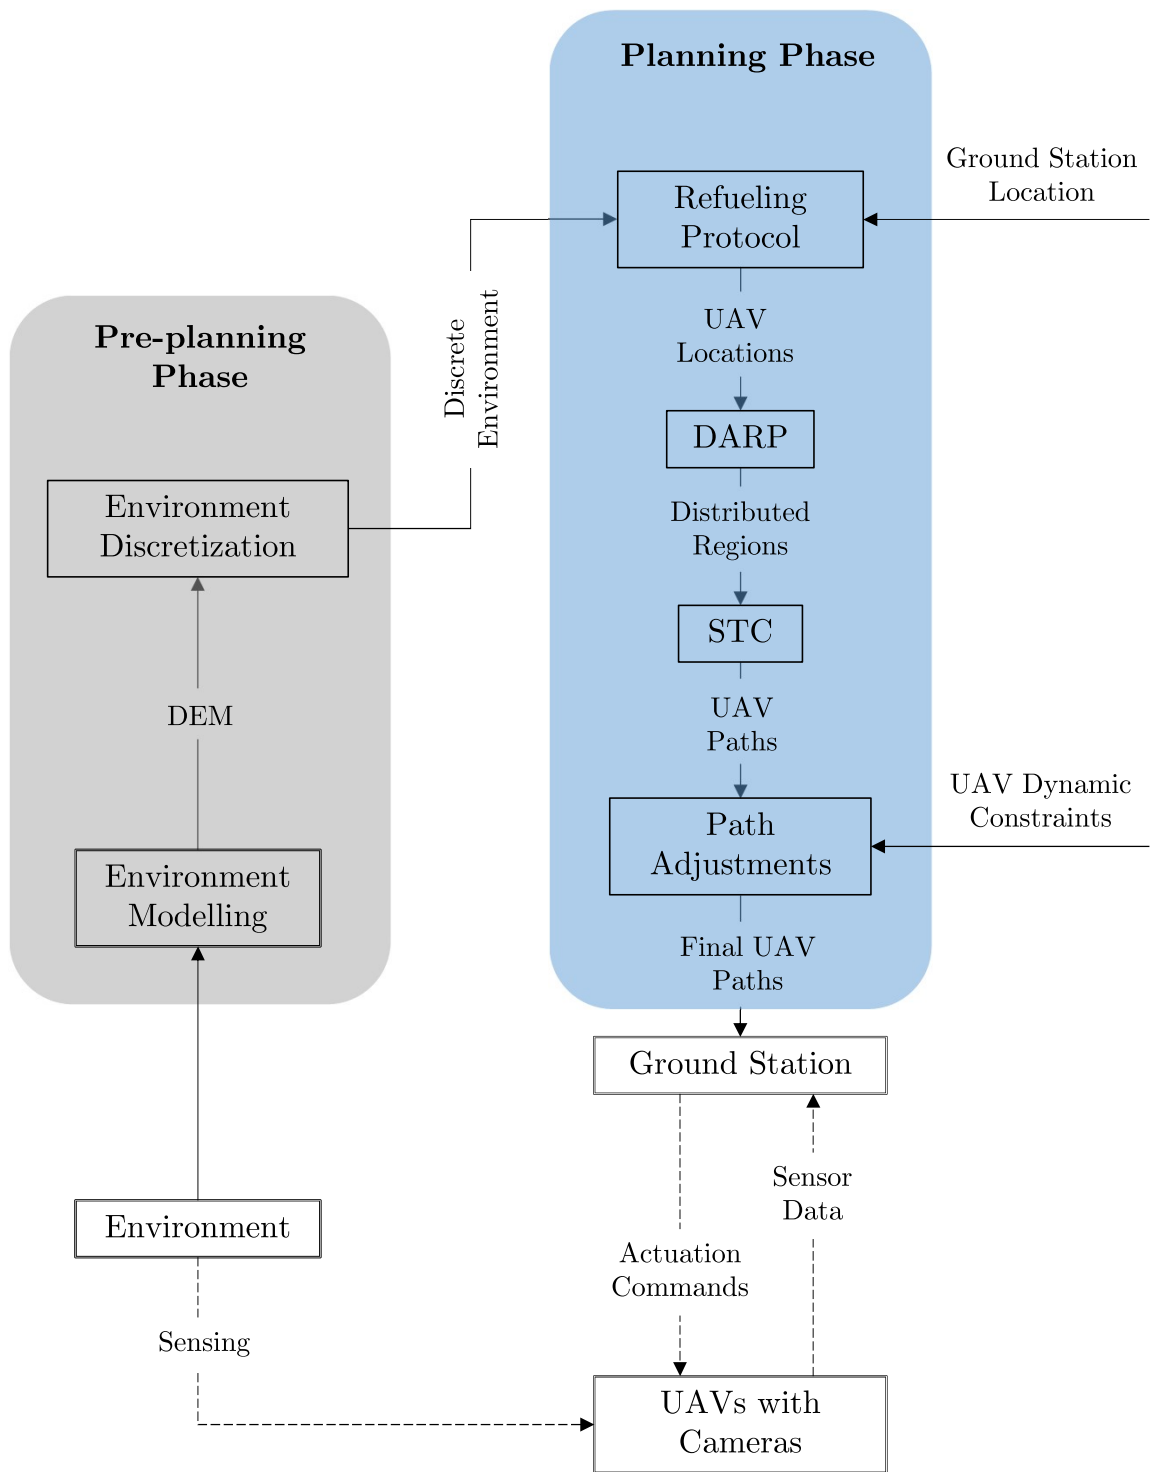 Planning Phase
Ground Station
Location
Refueling
Protocol
UAV
Locations
DARP
Distributed
Regions
STC
UAV
Paths
UAV Dynamic
Constraints
Path
Adjustments
Final UAV
Paths
Discrete
Environment
Pre-planning
Phase
Environment
Discretization
DEM
Environment
Modelling
Environment
Sensing
Ground Station
Sensor
Data
Actuation
Commands
UAVs with
Cameras